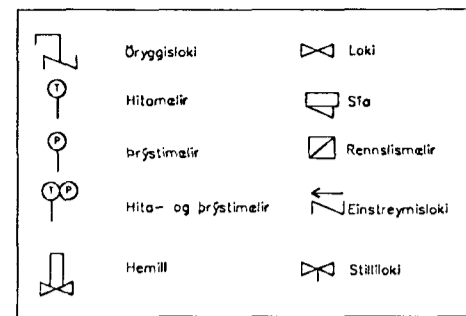 Öryggisloki
Loki
T
Hitamælir
Sía
P
Þrýstimælir
Rennslismælir
T P
Hita- og þrýstimælir
Einstreymisloki
Hemill
Stilliloki